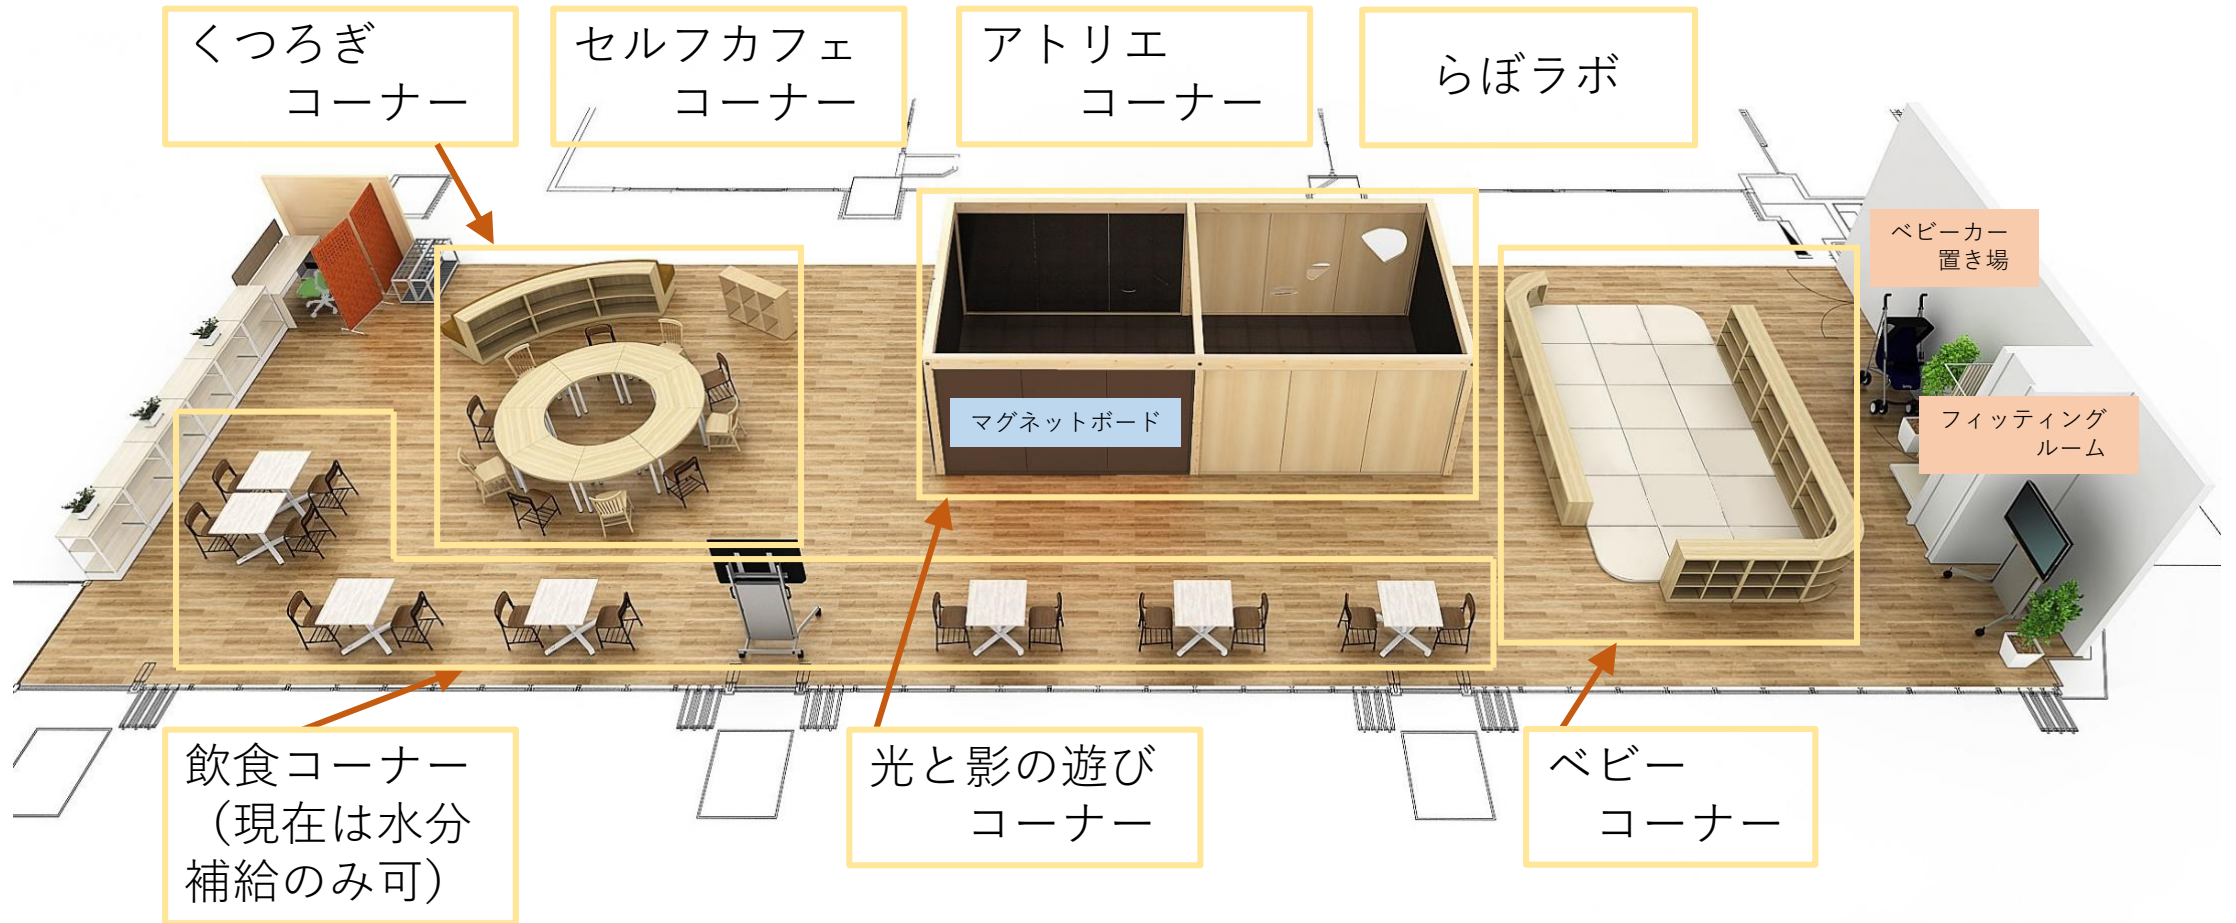 くつろぎ
コーナー
セルフカフェ
コーナー
アトリエ
コーナー
らぼラボ
ベビーカー
置き場
マグネットボード
フィッティング
ルーム
飲食コーナー
（現在は水分
補給のみ可）
光と影の遊び
コーナー
ベビー
コーナー